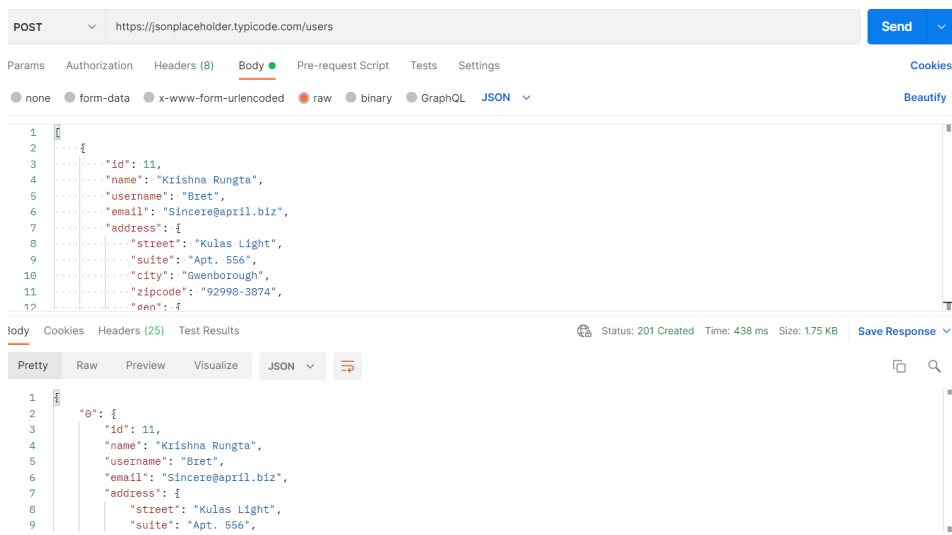 POST https://jsonplaceholder.typicode.com/users Send
Params Authorization Headers (8) Body Pre-request Script Tests Settings Cookies
none form-data x-www-form-urlencoded raw binary GraphQL JSON Beautify
1 [
2 {
3 "id": 11,
4 "name": "Krishna Rungta",
5 "username": "Bret",
6 "email": "Sincere@april.biz",
7 "address": {
8 "street": "Kulas Light",
9 "suite": "Apt. 556",
10 "city": "Gwenborough",
11 "zipcode": "92998-3874",
12 "geo": {
Body Cookies Headers (25) Test Results Status: 201 Created Time: 438 ms Size: 1.75 KB Save Response
Pretty Raw Preview Visualize JSON
1 {
2 "0": {
3 "id": 11,
4 "name": "Krishna Rungta",
5 "username": "Bret",
6 "email": "Sincere@april.biz",
7 "address": {
8 "street": "Kulas Light",
9 "suite": "Apt. 556",